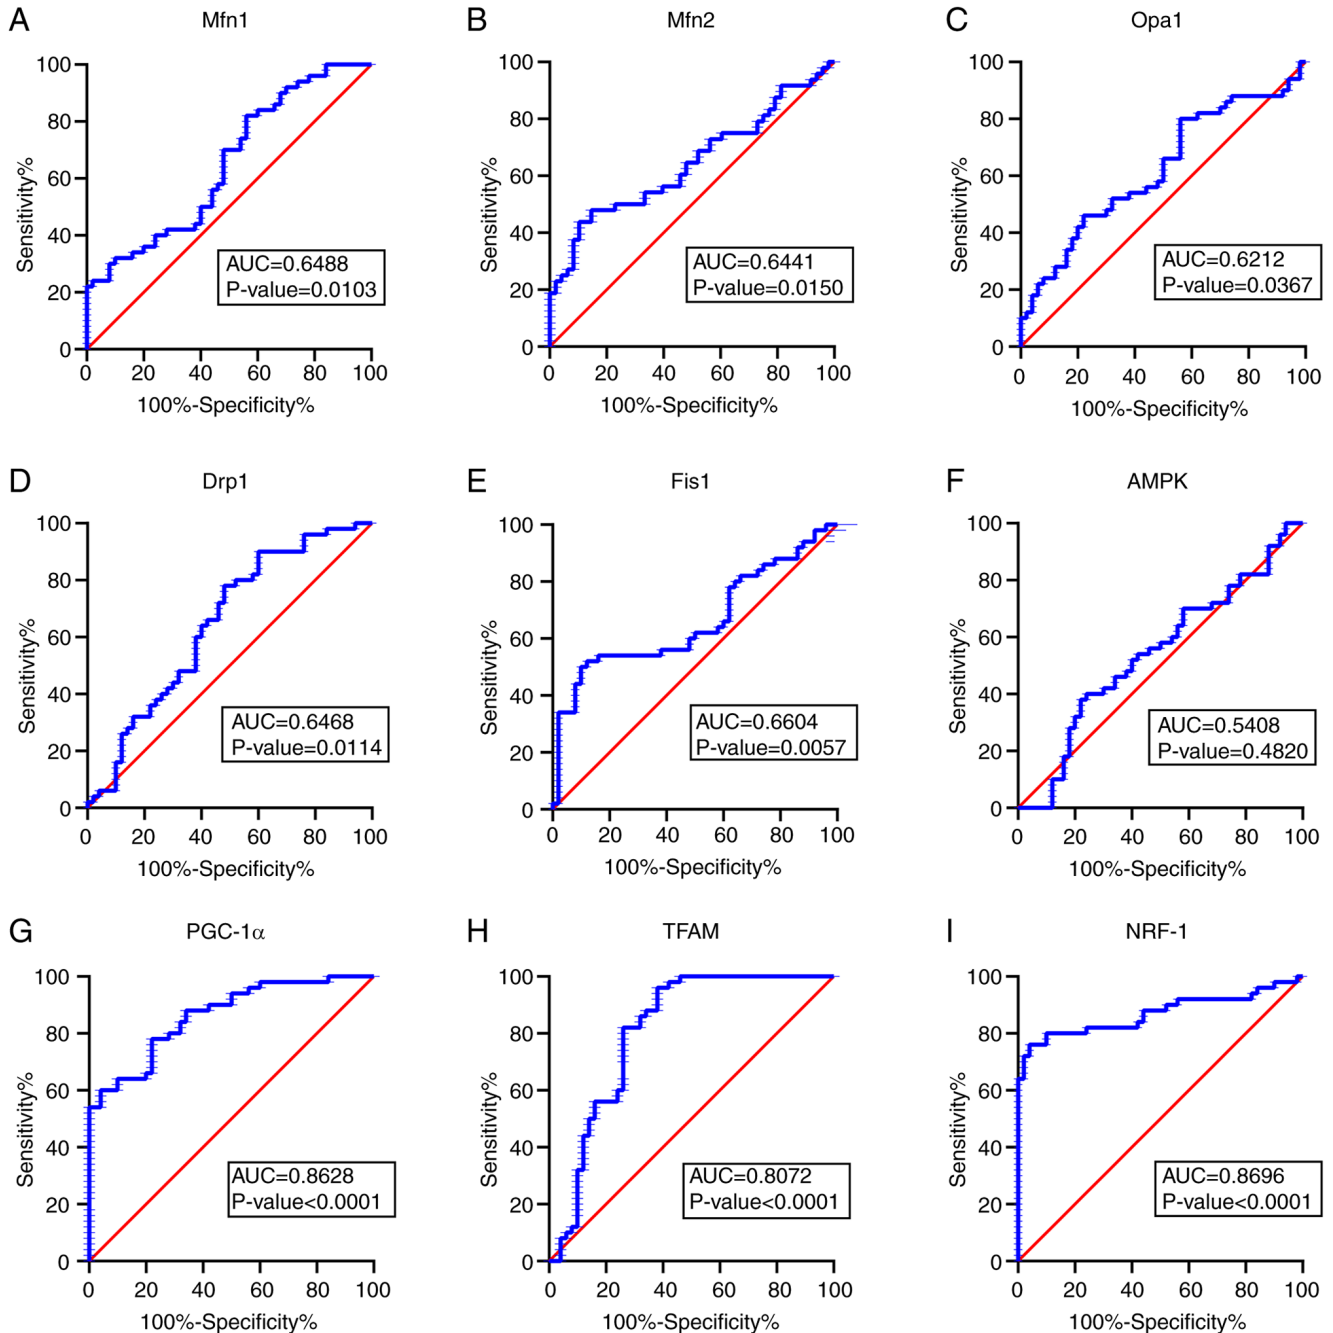 A Mfn1
100
80
60
40
20
0
Sensitivity%
AUC=0.6488
P-value=0.0103
0 20 40 60 80 100
100%-Specificity%
B Mfn2
100
80
60
40
20
0
Sensitivity%
AUC=0.6441
P-value=0.0150
0 20 40 60 80 100
100%-Specificity%
C Opa1
100
80
60
40
20
0
Sensitivity%
AUC=0.6212
P-value=0.0367
0 20 40 60 80 100
100%-Specificity%
D Drp1
100
80
60
40
20
0
Sensitivity%
AUC=0.6468
P-value=0.0114
0 20 40 60 80 100
100%-Specificity%
E Fis1
100
80
60
40
20
0
Sensitivity%
AUC=0.6604
P-value=0.0057
0 20 40 60 80 100
100%-Specificity%
F AMPK
100
80
60
40
20
0
Sensitivity%
AUC=0.5408
P-value=0.4820
0 20 40 60 80 100
100%-Specificity%
G PGC-1α
100
80
60
40
20
0
Sensitivity%
AUC=0.8628
P-value<0.0001
0 20 40 60 80 100
100%-Specificity%
H TFAM
100
80
60
40
20
0
Sensitivity%
AUC=0.8072
P-value<0.0001
0 20 40 60 80 100
100%-Specificity%
I NRF-1
100
80
60
40
20
0
Sensitivity%
AUC=0.8696
P-value<0.0001
0 20 40 60 80 100
100%-Specificity%